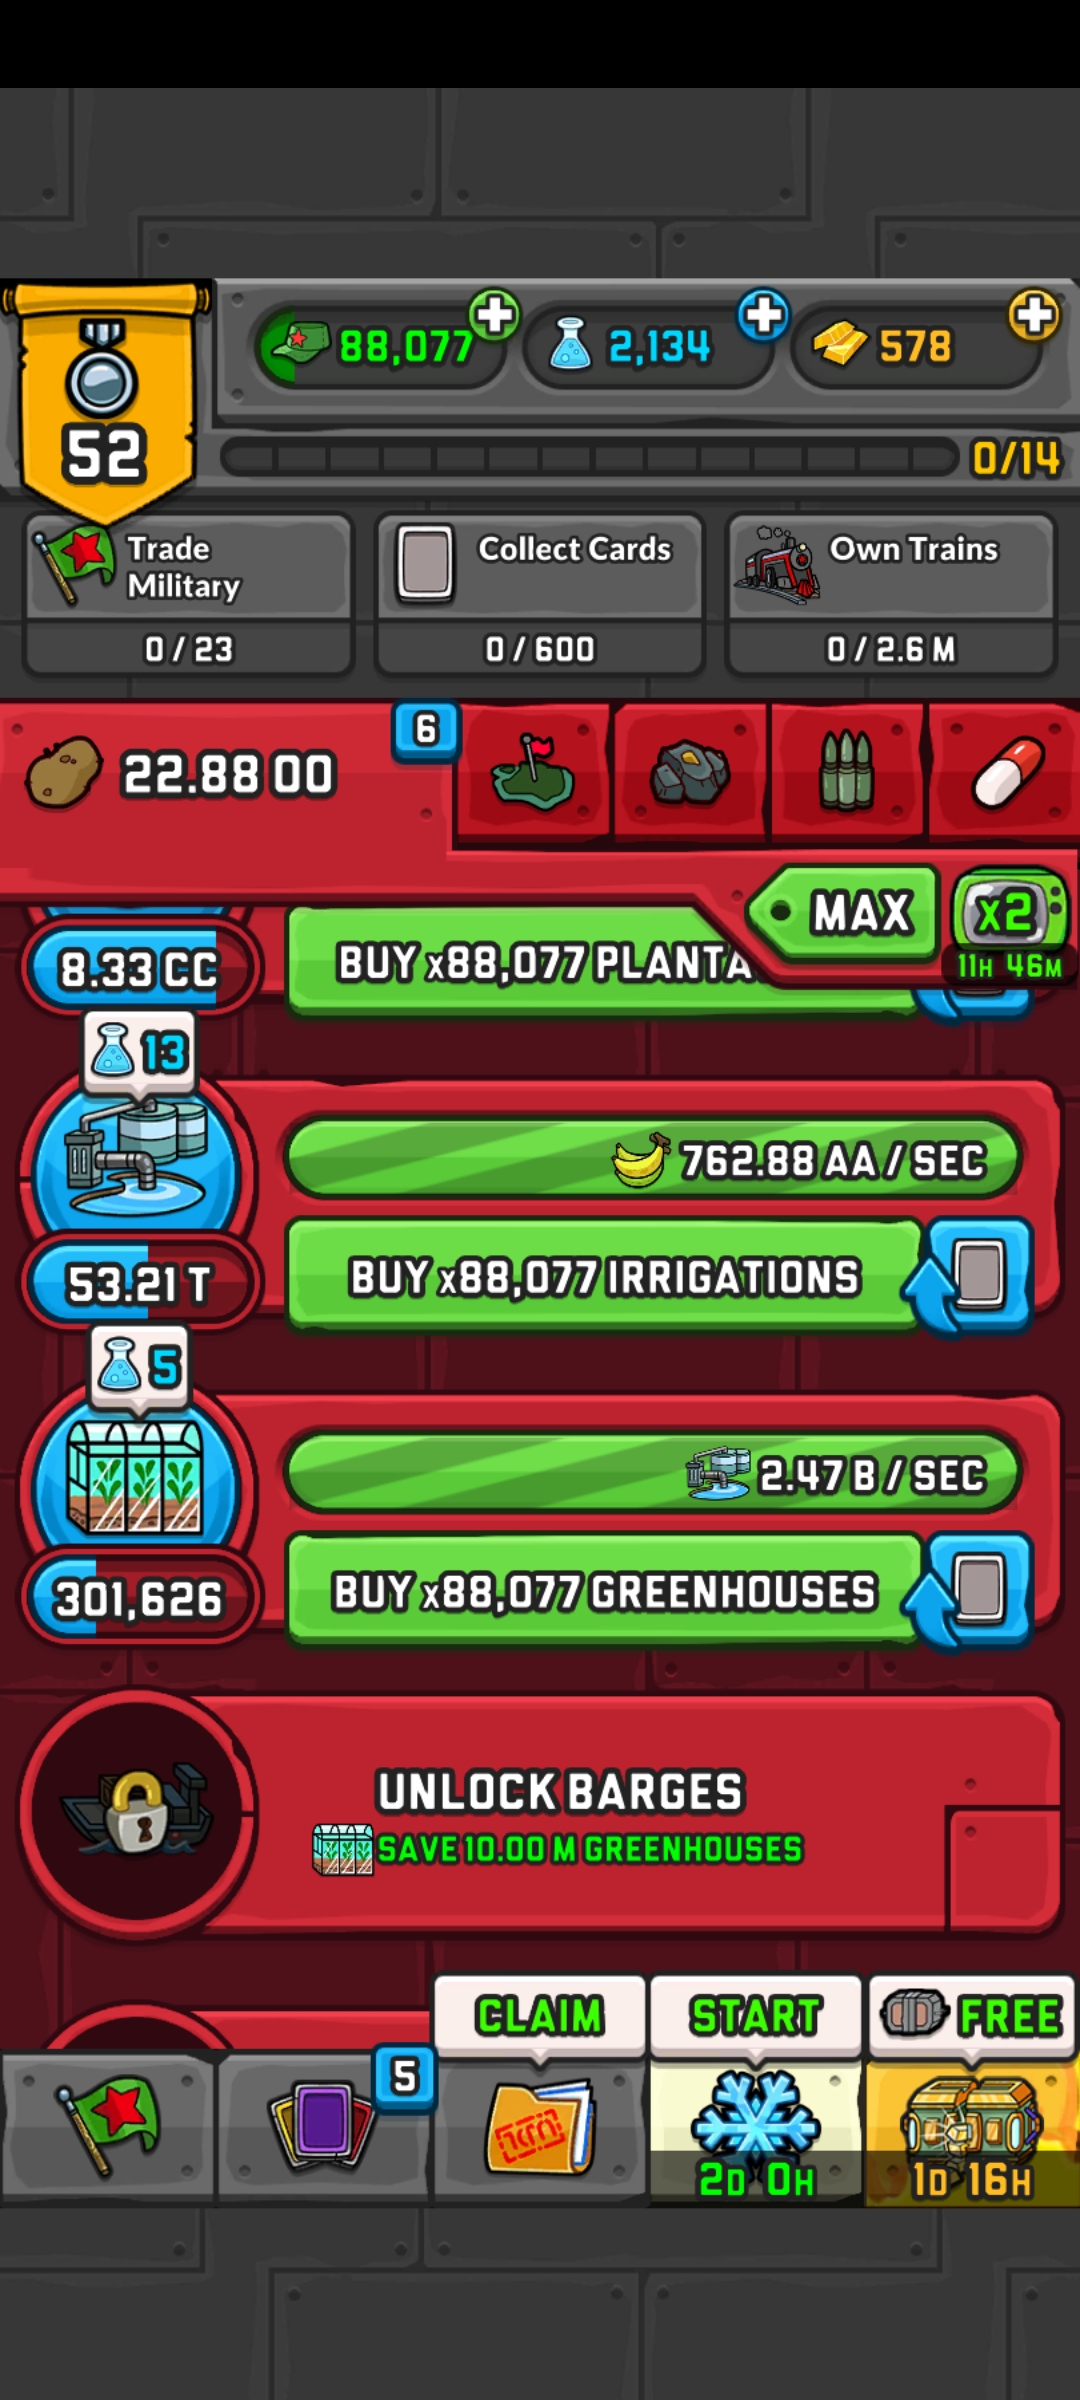 88,077
2,134
578
52
0/14
Trade
Military
Collect Cards
Own Trains
0 / 23
0 / 600
0 / 2.6 M
6
22.88 OO
MAX
x2
11H 46M
8.33 CC
BUY x88,077 PLANTA
13
762.88 AA / SEC
53.21 T
BUY x88,077 IRRIGATIONS
5
2.47 B / SEC
301,626
BUY x88,077 GREENHOUSES
UNLOCK BARGES
SAVE 10.00 M GREENHOUSES
CLAIM
START
FREE
5
2D 0H
1D 16H